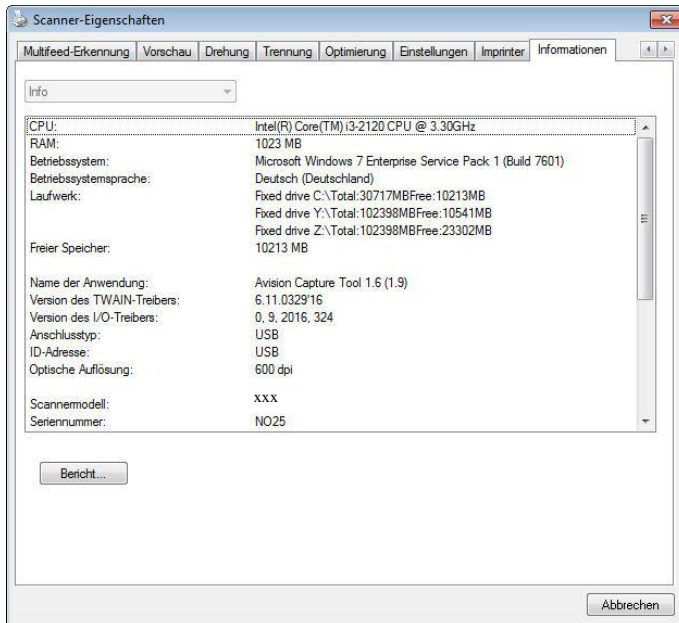 Scanner-Eigenschaften
Multifeed-Erkennung Vorschau Drehung Trennung Optimierung Einstellungen Imprinter Informationen
Info
CPU: Intel(R) Core(TM) i3-2120 CPU @ 3.30GHz
RAM: 1023 MB
Betriebssystem: Microsoft Windows 7 Enterprise Service Pack 1 (Build 7601)
Betriebssystemsprache: Deutsch (Deutschland)
Laufwerk: Fixed drive C:\Total:30717MBFree:10213MB
Fixed drive Y:\Total:102398MBFree:10541MB
Fixed drive Z:\Total:102398MBFree:23302MB
Freier Speicher: 10213 MB
Name der Anwendung: Avision Capture Tool 1.6 (1.9)
Version des TWAIN-Treibers: 6.11.0329'16
Version des I/O-Treibers: 0, 9, 2016, 324
Anschlusstyp: USB
ID-Adresse: USB
Optische Auflösung: 600 dpi
Scannermodell: xxx
Seriennummer: NO25
Bericht...
Abbrechen